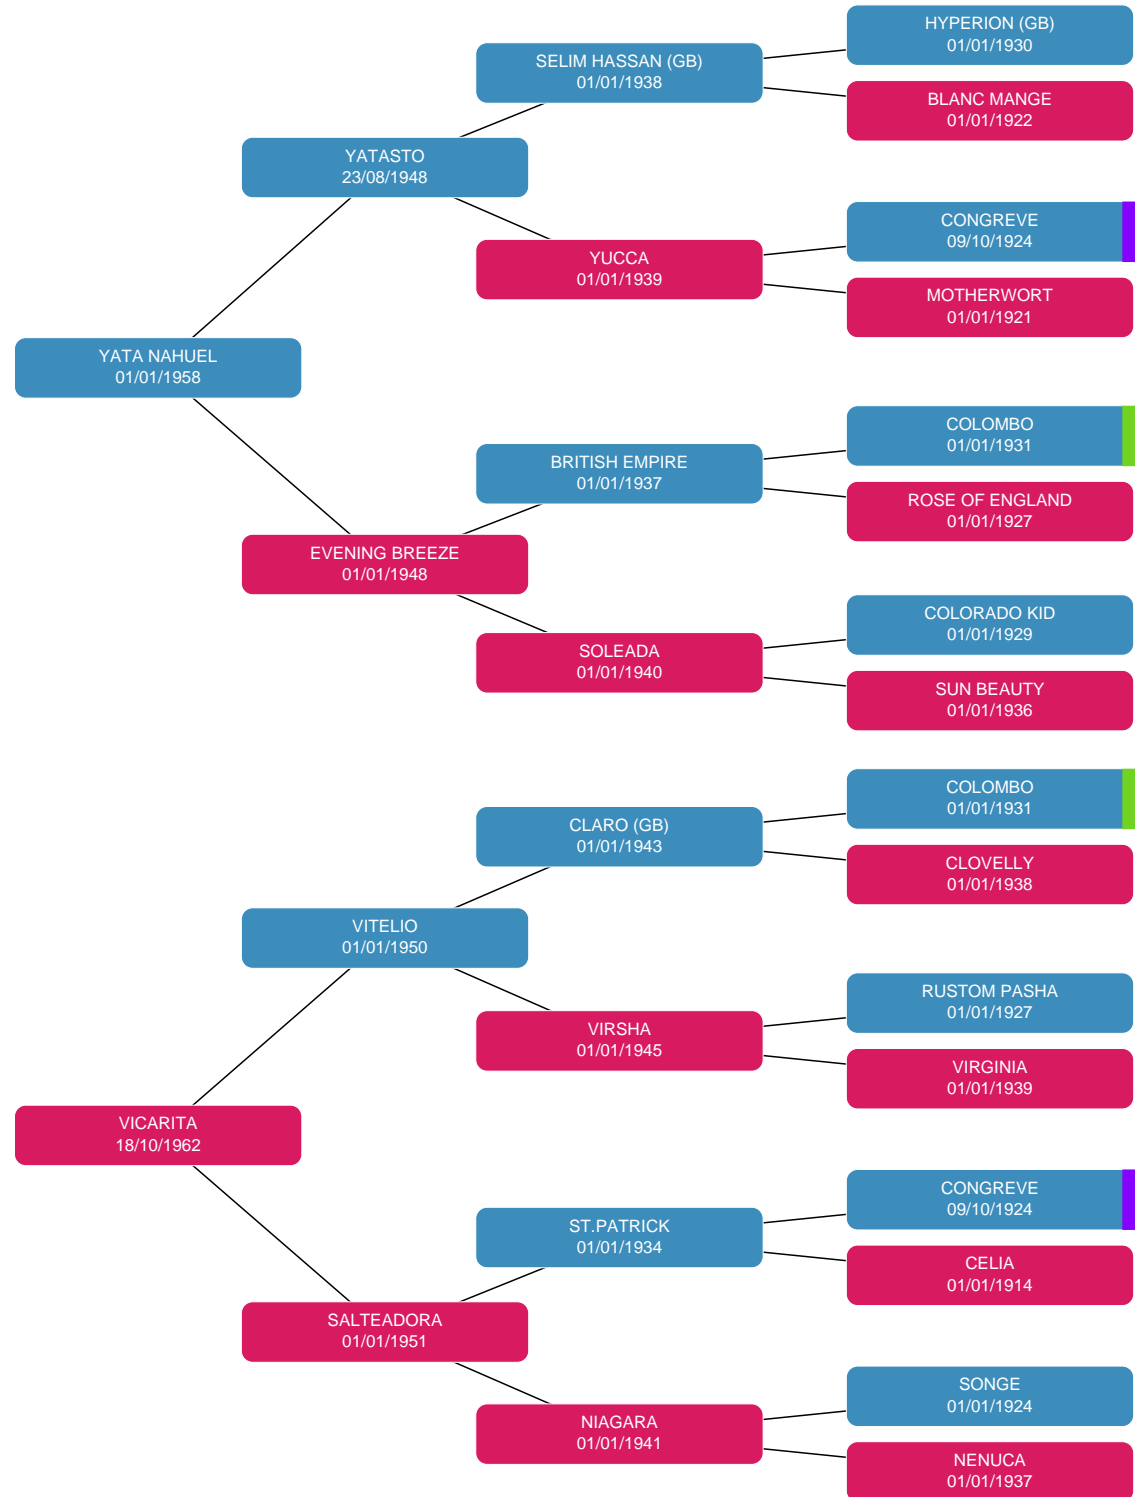 HYPERION (GB)
01/01/1930
SELIM HASSAN (GB)
01/01/1938
BLANC MANGE
01/01/1922
YATASTO
23/08/1948
CONGREVE
09/10/1924
YUCCA
01/01/1939
MOTHERWORT
01/01/1921
YATA NAHUEL
01/01/1958
COLOMBO
01/01/1931
BRITISH EMPIRE
01/01/1937
ROSE OF ENGLAND
01/01/1927
EVENING BREEZE
01/01/1948
COLORADO KID
01/01/1929
SOLEADA
01/01/1940
SUN BEAUTY
01/01/1936
COLOMBO
01/01/1931
CLARO (GB)
01/01/1943
CLOVELLY
01/01/1938
VITELIO
01/01/1950
RUSTOM PASHA
01/01/1927
VIRSHA
01/01/1945
VIRGINIA
01/01/1939
VICARITA
18/10/1962
CONGREVE
09/10/1924
ST.PATRICK
01/01/1934
CELIA
01/01/1914
SALTEADORA
01/01/1951
SONGE
01/01/1924
NIAGARA
01/01/1941
NENUCA
01/01/1937